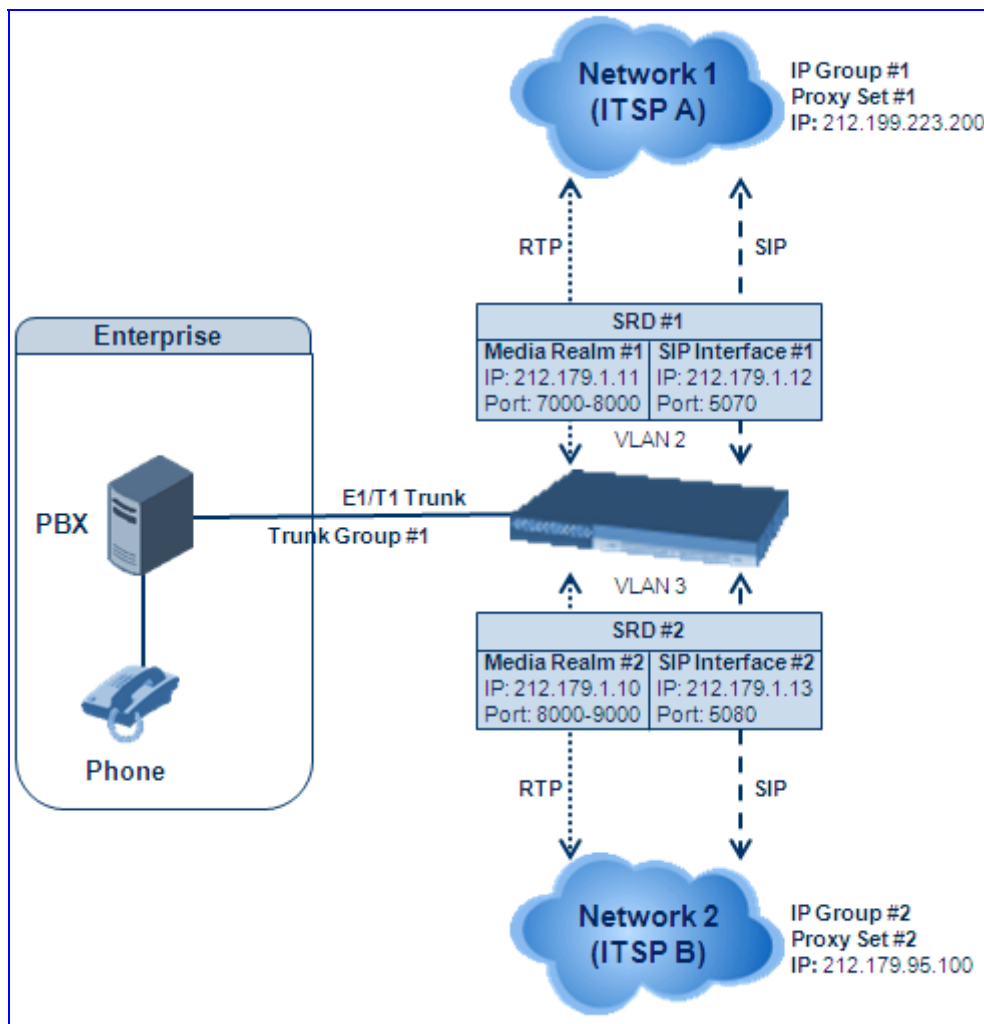 Network 1
(ITSP A)
IP Group #1
Proxy Set #1
IP: 212.199.223.200
RTP
SIP
SRD #1
Media Realm #1
IP: 212.179.1.11
Port: 7000-8000
SIP Interface #1
IP: 212.179.1.12
Port: 5070
VLAN 2
Enterprise
PBX
E1/T1 Trunk
Trunk Group #1
Phone
VLAN 3
SRD #2
Media Realm #2
IP: 212.179.1.10
Port: 8000-9000
SIP Interface #2
IP: 212.179.1.13
Port: 5080
RTP
SIP
Network 2
(ITSP B)
IP Group #2
Proxy Set #2
IP: 212.179.95.100